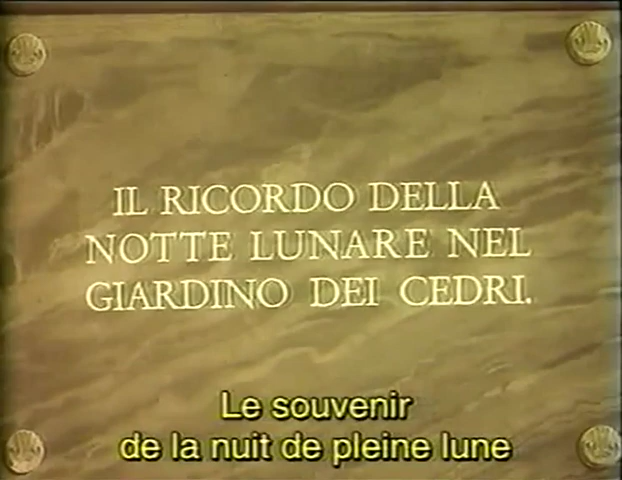 IL RICORDO DELLA
NOTTE LUNARE NEL
GIARDINO DEI CEDRI.
Le souvenir
de la nuit de pleine lune